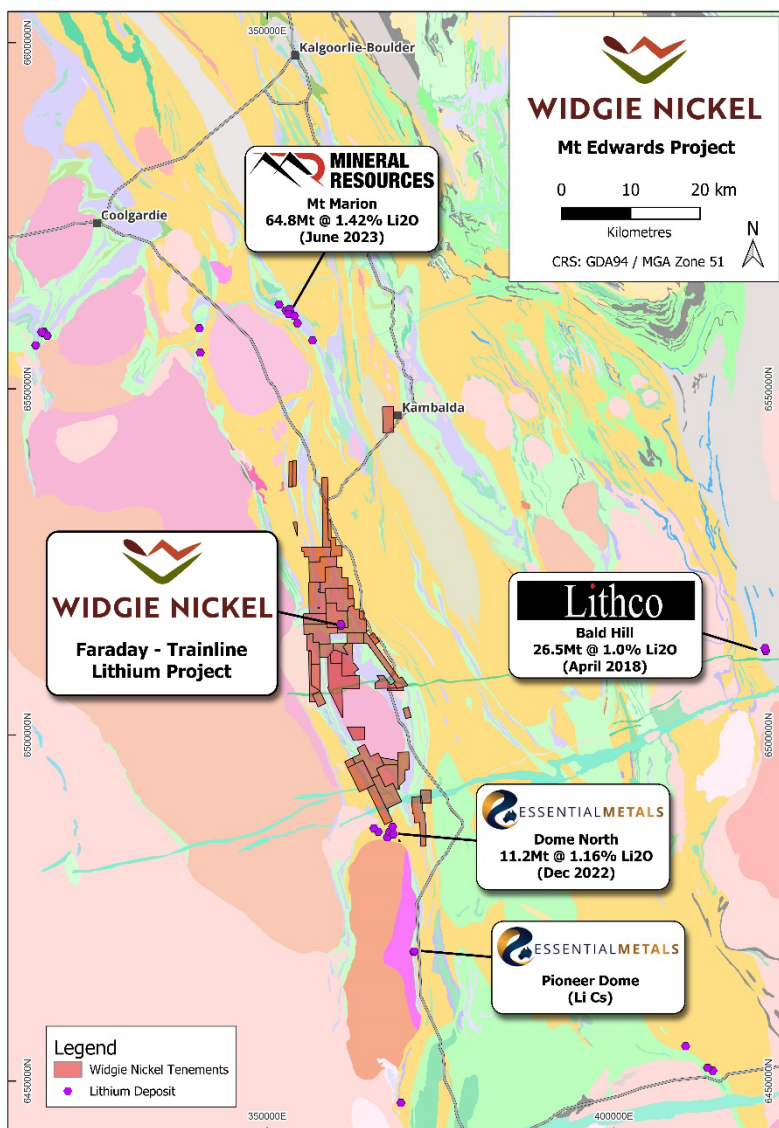 350000E
Kalgoorlie-Boulder
6600000N
WIDGIE NICKEL
Mt Edwards Project
0 10 20 km
Kilometres
N
CRS: GDA94 / MGA Zone 51
MINERAL
RESOURCES
Mt Marion
64.8Mt @ 1.42% Li2O
(June 2023)
Coolgardie
6550000N
6550000N
Kambalda
WIDGIE NICKEL
Faraday - Trainline
Lithium Project
Lithco
Bald Hill
26.5Mt @ 1.0% Li2O
(April 2018)
6500000N
6500000N
ESSENTIALMETALS
Dome North
11.2Mt @ 1.16% Li2O
(Dec 2022)
ESSENTIALMETALS
Pioneer Dome
(Li Cs)
Legend
Widgie Nickel Tenements
Lithium Deposit
6450000N
6450000N
350000E
400000E